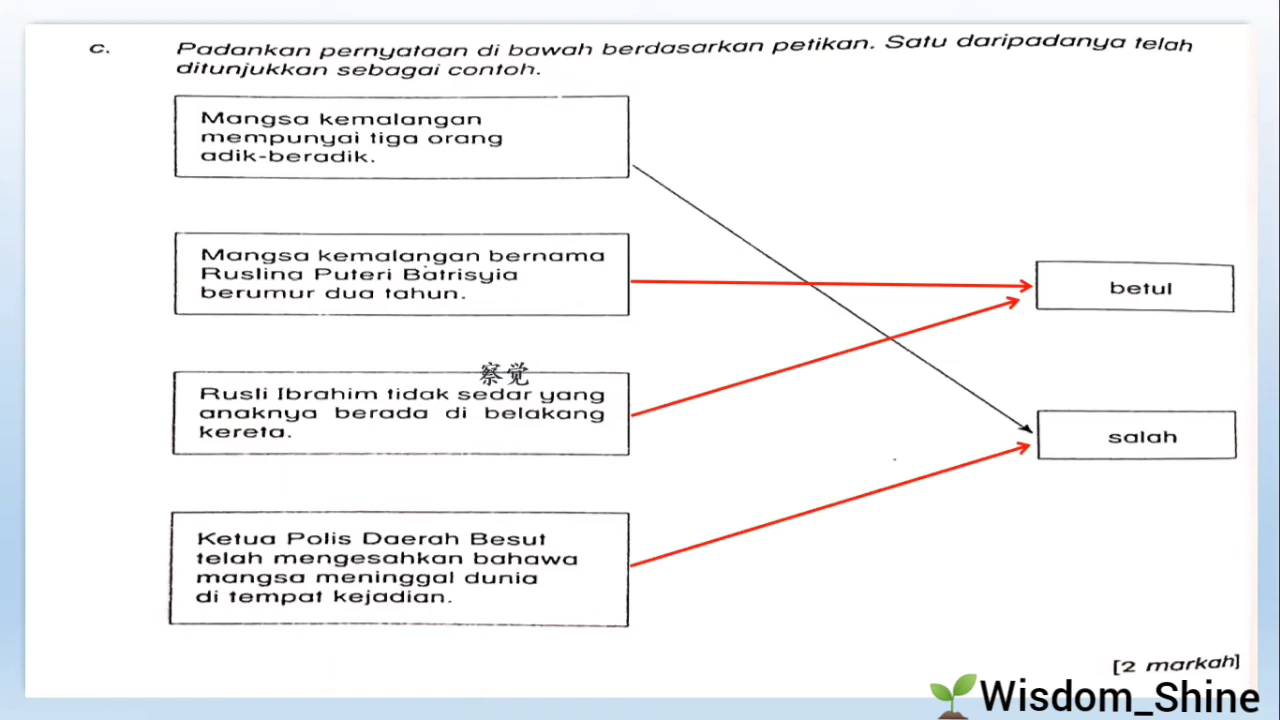 c. Padankan pernyataan di bawah berdasarkan petikan. Satu daripadanya telah
ditunjukkan sebagai contoh.
Mangsa kemalangan
mempunyai tiga orang
adik-beradik.
Mangsa kemalangan bernama
Ruslina Puteri Batrisyia
berumur dua tahun.
betul
察觉
Rusli Ibrahim tidak sedar yang
anaknya berada di belakang
kereta.
salah
Ketua Polis Daerah Besut
telah mengesahkan bahawa
mangsa meninggal dunia
di tempat kejadian.
[2 markah]
Wisdom_Shine